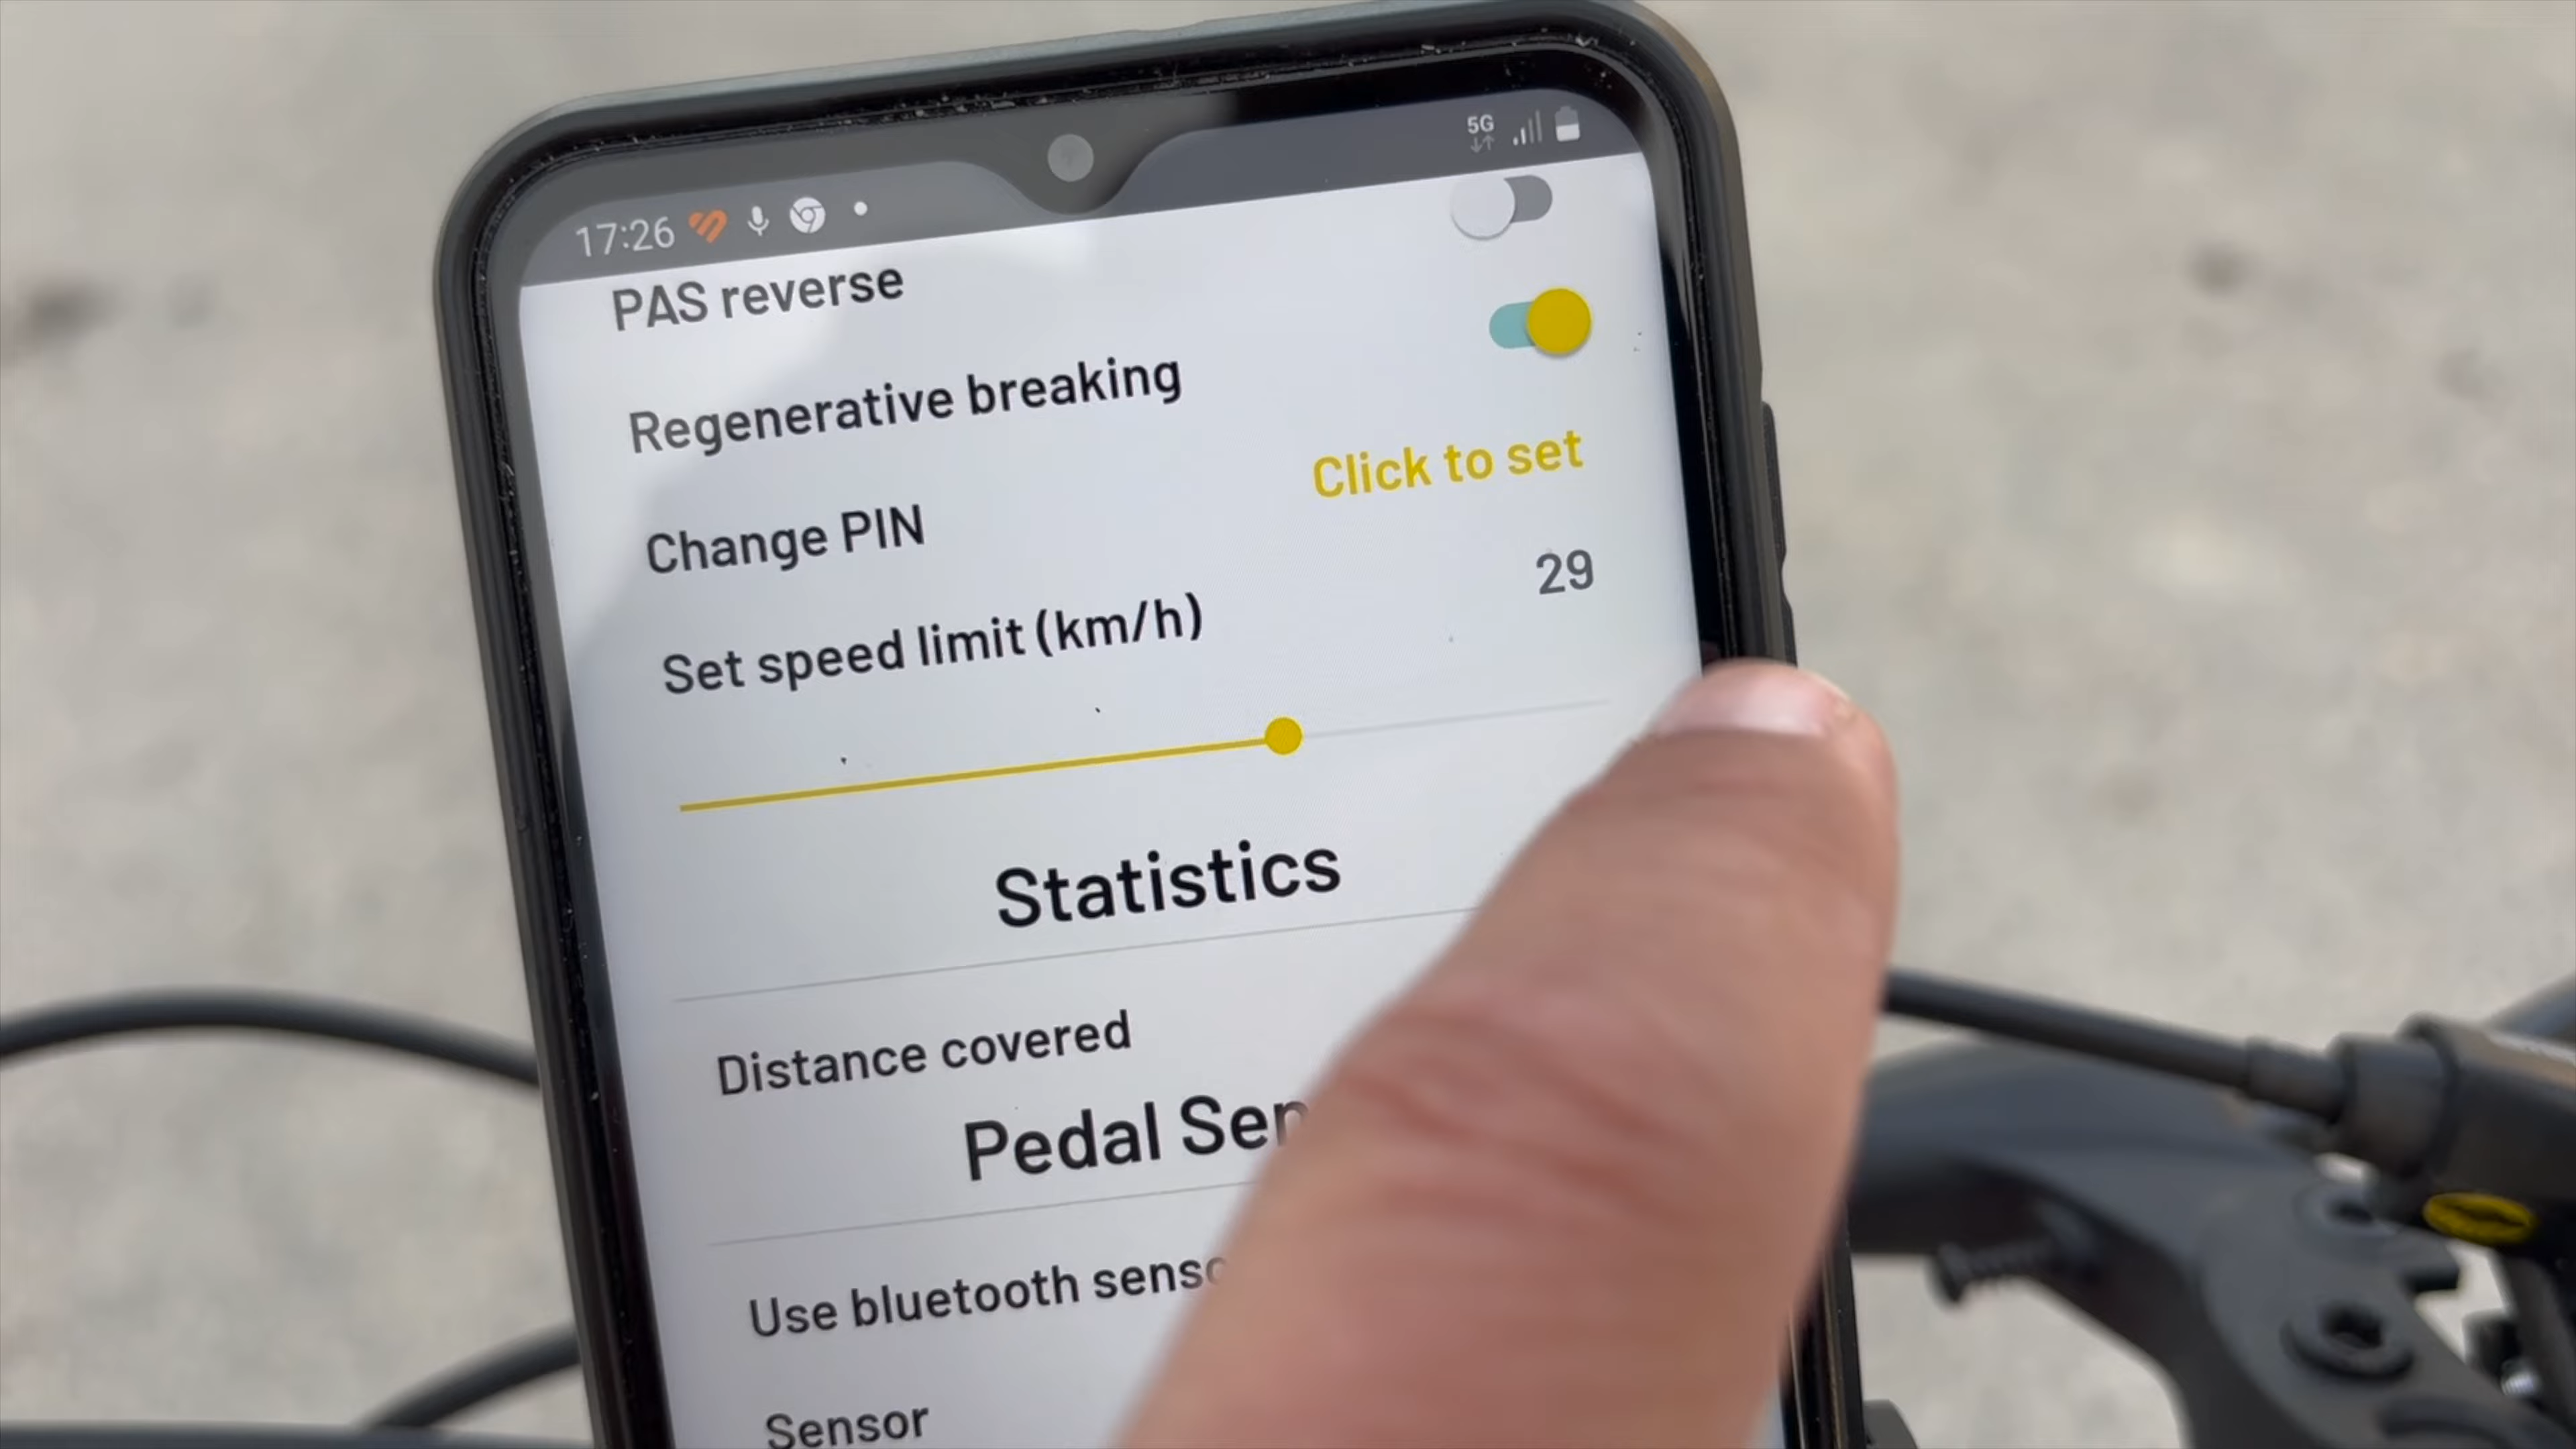 17:26
5G
PAS reverse
Regenerative breaking
Change PIN
Click to set
Set speed limit (km/h)
29
Statistics
Distance covered
Pedal Sen
Use bluetooth senso
Sensor